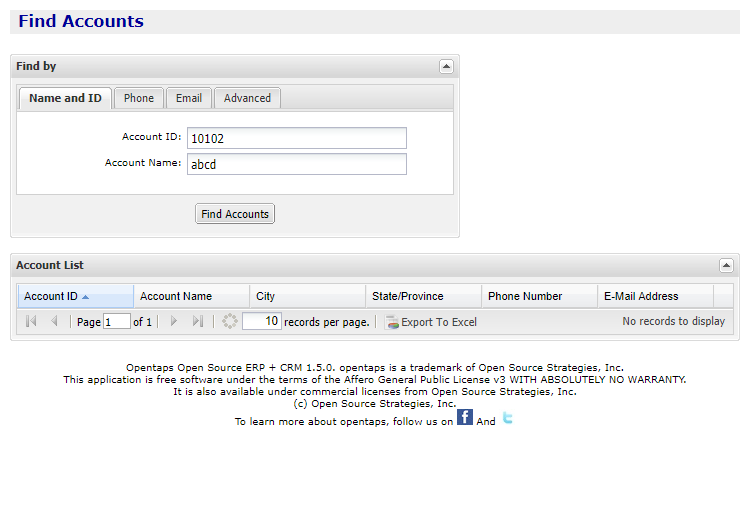 Find Accounts
Find by
Name and ID Phone Email Advanced
Account ID: 10102
Account Name: abcd
Find Accounts
Account List
Account ID Account Name City State/Province Phone Number E-Mail Address
Page 1 of 1 10 records per page. Export To Excel No records to display
Opentaps Open Source ERP + CRM 1.5.0. opentaps is a trademark of Open Source Strategies, Inc.
This application is free software under the terms of the Affero General Public License v3 WITH ABSOLUTELY NO WARRANTY.
It is also available under commercial licenses from Open Source Strategies, Inc.
(c) Open Source Strategies, Inc.
To learn more about opentaps, follow us on f And t